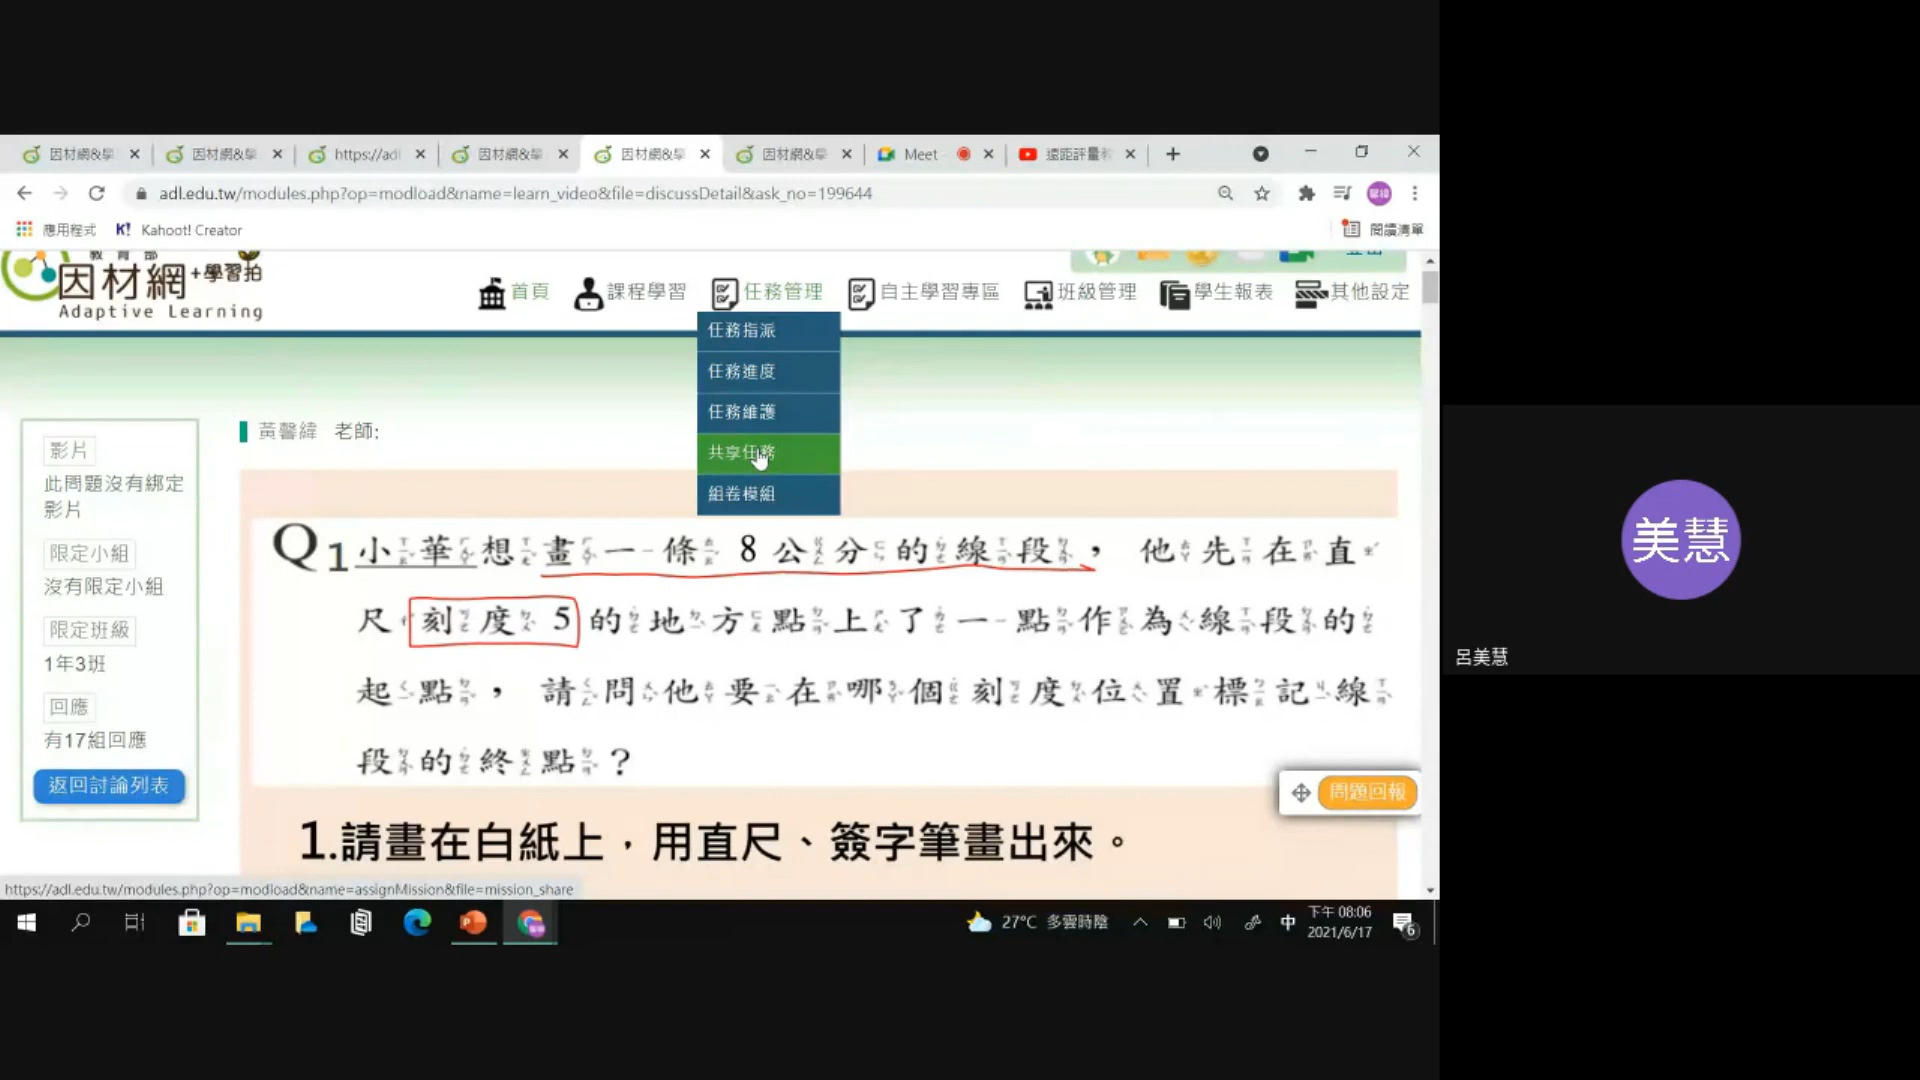 因材網&學
因材網&學
https://adl
因材網&學
因材網&學
因材網&學
Meet
遠距評量教
adl.edu.tw/modules.php?op=modload&name=learn_video&file=discussDetail&ask_no=199644
應用程式
K! Kahoot! Creator
閱讀清單
教育部
因材網+學習拍
Adaptive Learning
首頁
課程學習
任務管理
自主學習專區
班級管理
學生報表
其他設定
任務指派
任務進度
任務維護
共享任務
組卷模組
影片
此問題沒有綁定
影片
限定小組
沒有限定小組
限定班級
1年3班
回應
有17組回應
返回討論列表
黃馨緯 老師:
Q1小華想畫一條 8 公分的線段，他先在直
尺刻度 5 的地方點上了一點作為線段的
起點，請問他要在哪個刻度位置標記線
段的終點？
1.請畫在白紙上，用直尺、簽字筆畫出來。
問題回報
https://adl.edu.tw/modules.php?op=modload&name=assignMission&file=mission_share
27°C 多雲時陰
中
下午 08:06
2021/6/17
6
美慧
呂美慧